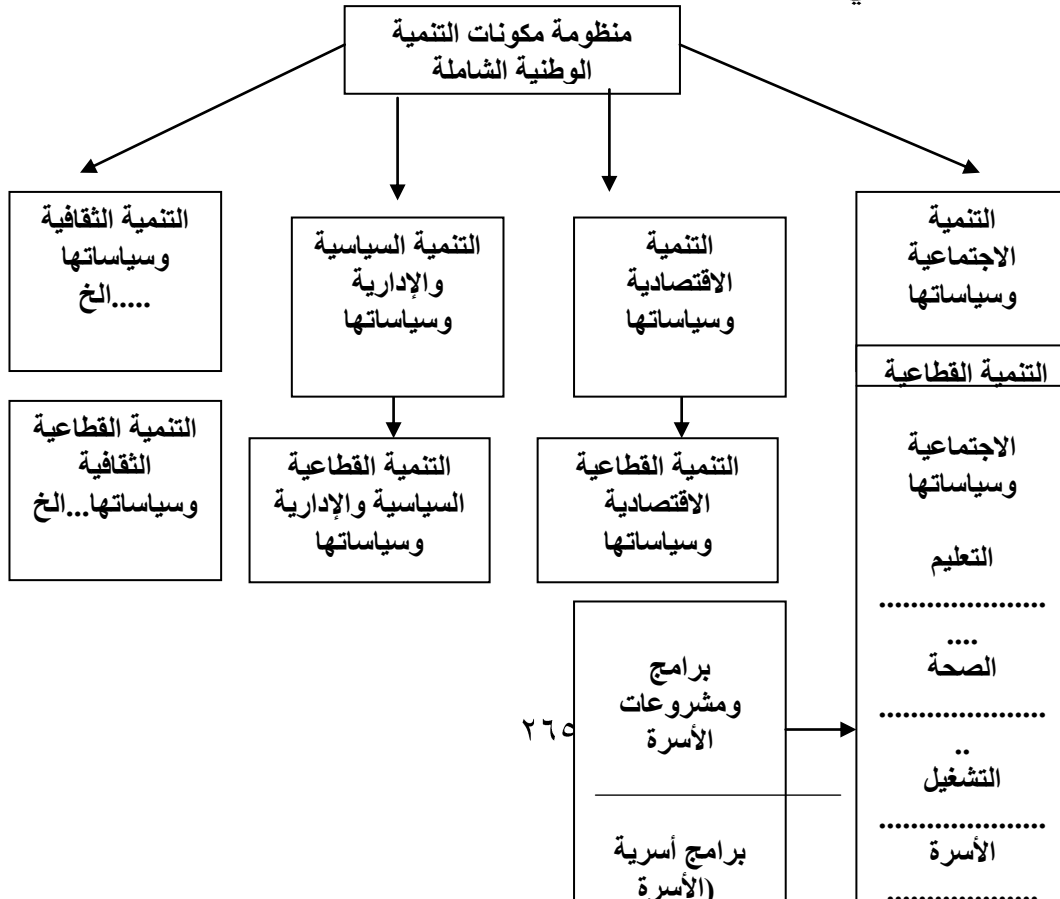 منظومة مكونات التنمية
الوطنية الشاملة
التنمية
الاجتماعية
وسياساتها
التنمية
الاقتصادية
وسياساتها
التنمية السياسية
والإدارية
وسياساتها
التنمية الثقافية
وسياساتها
.....الخ
التنمية القطاعية
الاجتماعية
وسياساتها
التعليم
.....................
....
الصحة
.....................
..
التشغيل
.....................
الأسرة
...................
التنمية القطاعية
الاقتصادية
وسياساتها
التنمية القطاعية
السياسية والإدارية
وسياساتها
التنمية القطاعية
الثقافية
وسياساتها...الخ
برامج
ومشروعات
الأسرة
٢٦٥
برامج أسرية
(الأسرة